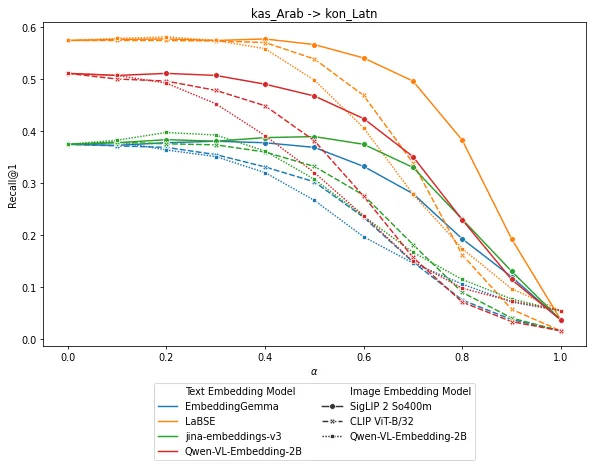 kas_Arab -> kon_Latn
Recall@1
0.6
0.5
0.4
0.3
0.2
0.1
0.0
0.0 0.2 0.4 0.6 0.8 1.0
α
Text Embedding Model Image Embedding Model
EmbeddingGemma SigLIP 2 So400m
LaBSE CLIP ViT-B/32
jina-embeddings-v3 Qwen-VL-Embedding-2B
Qwen-VL-Embedding-2B